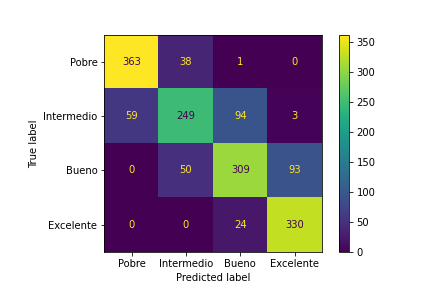 Pobre 363 38 1 0
Intermedio 59 249 94 3
Bueno 0 50 309 93
Excelente 0 0 24 330
Pobre Intermedio Bueno Excelente
Predicted label
True label
350
300
250
200
150
100
50
0